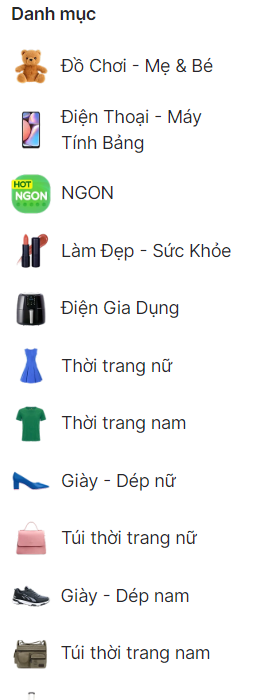 Danh mục
Đồ Chơi - Mẹ & Bé
Điện Thoại - Máy
Tính Bảng
HOT
NGON
NGON
Làm Đẹp - Sức Khỏe
Điện Gia Dụng
Thời trang nữ
Thời trang nam
Giày - Dép nữ
Túi thời trang nữ
Giày - Dép nam
Túi thời trang nam